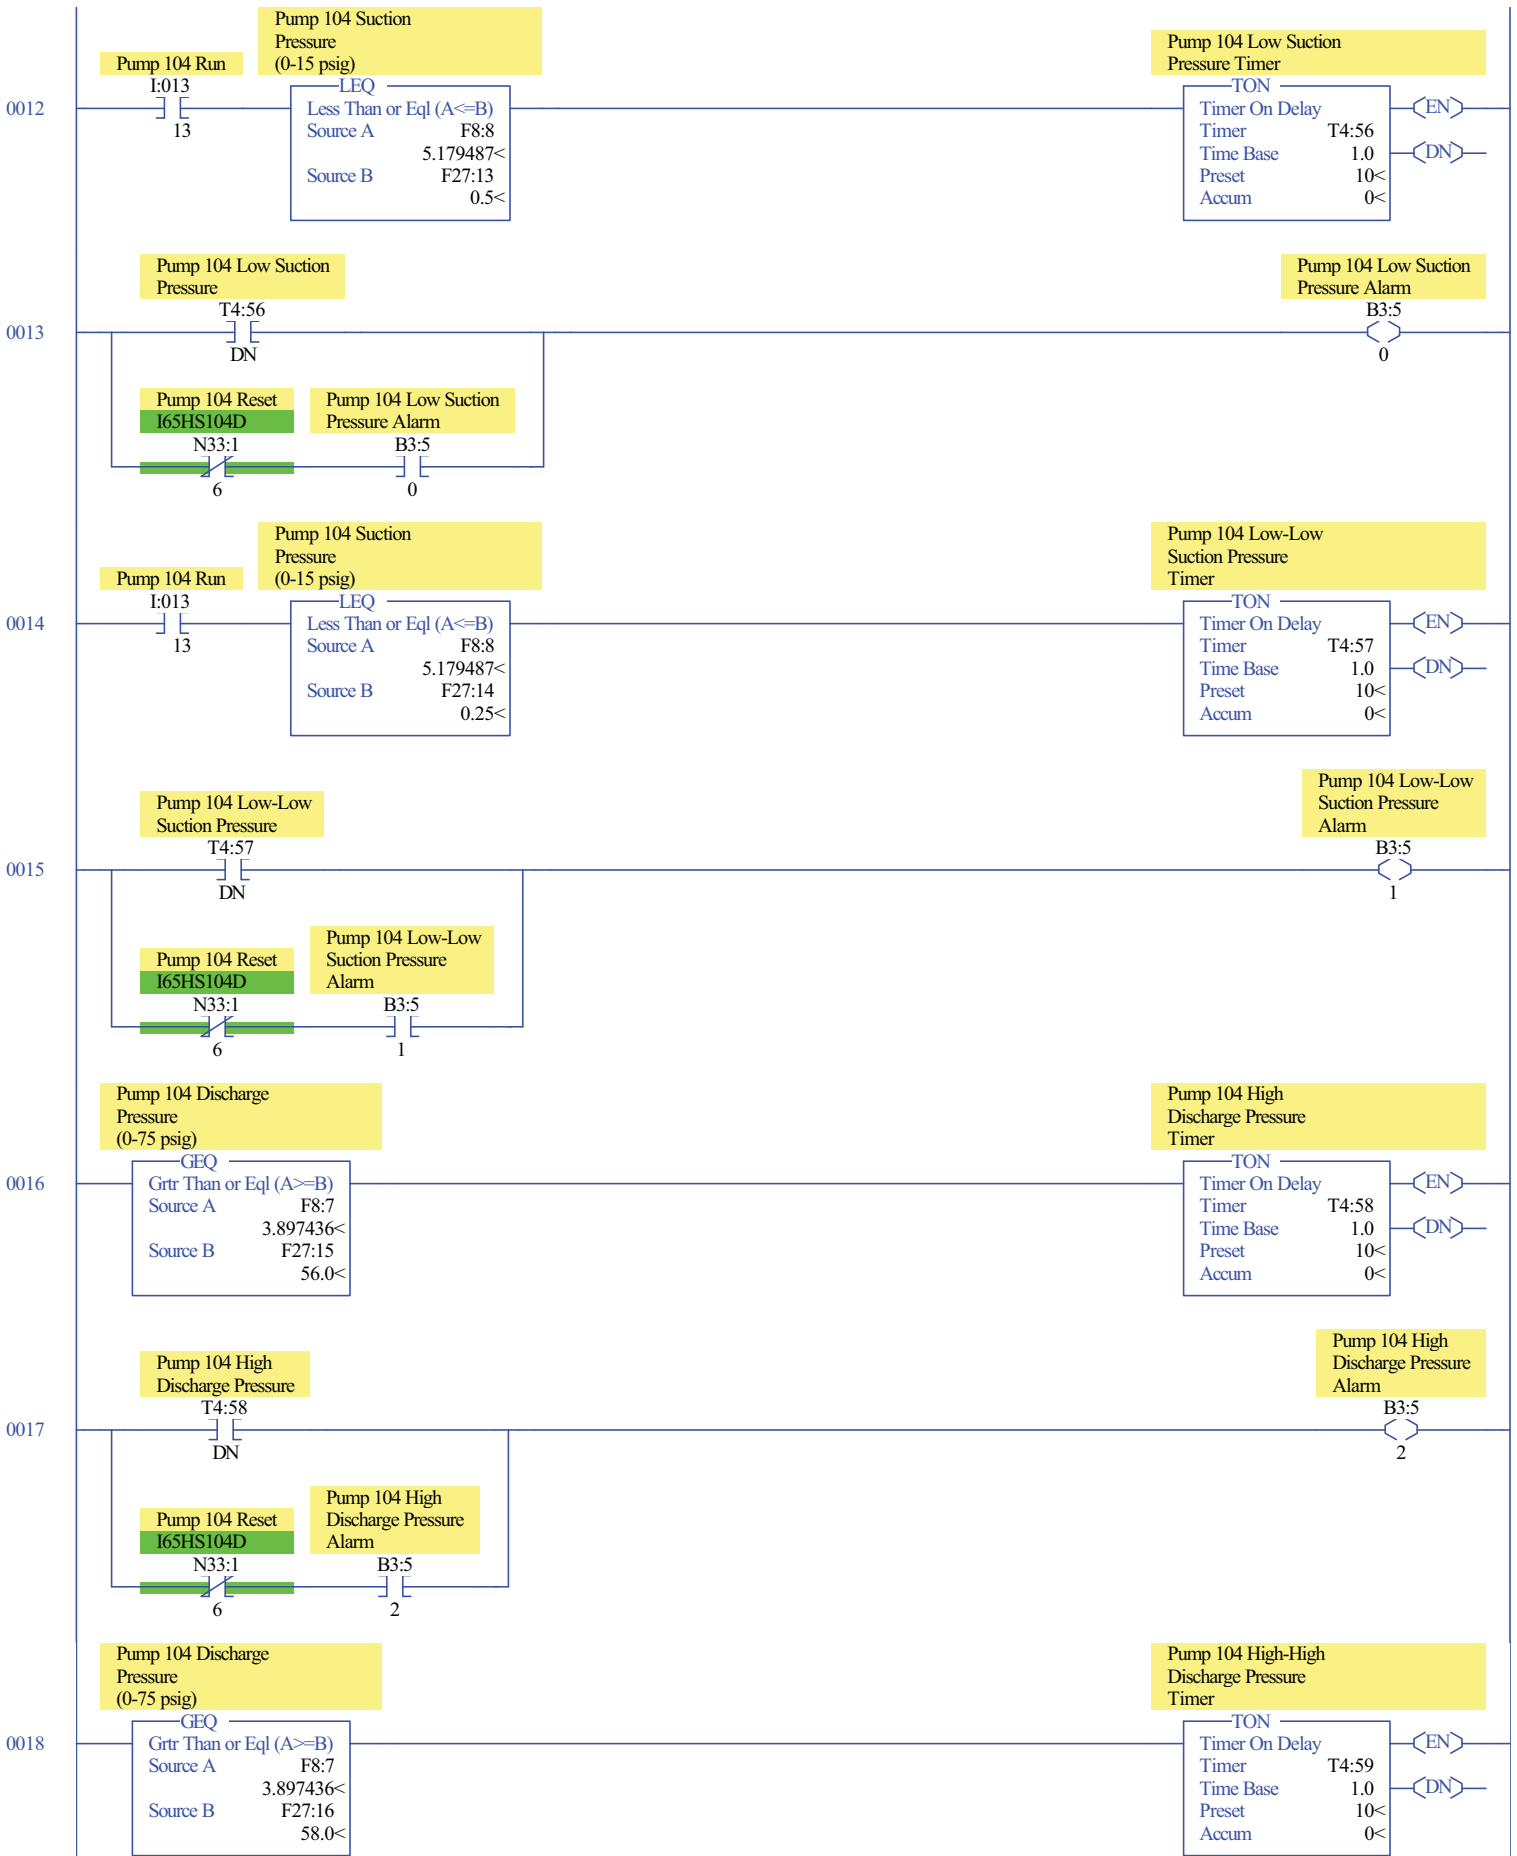 Pump 104 Suction
Pressure
(0-15 psig)
Pump 104 Low Suction
Pressure Timer
Pump 104 Run
I:013
13
LEQ
TON
0012
Less Than or Eql (A<=B)
Source A F8:8
5.179487<
Source B F27:13
0.5<
Timer On Delay
Timer T4:56
Time Base 1.0
Preset 10<
Accum 0<
EN
DN
Pump 104 Low Suction
Pressure
T4:56
DN
Pump 104 Low Suction
Pressure Alarm
B3:5
0
0013
Pump 104 Reset
I65HS104D
N33:1
6
Pump 104 Low Suction
Pressure Alarm
B3:5
0
Pump 104 Suction
Pressure
(0-15 psig)
Pump 104 Low-Low
Suction Pressure
Timer
Pump 104 Run
I:013
13
LEQ
TON
0014
Less Than or Eql (A<=B)
Source A F8:8
5.179487<
Source B F27:14
0.25<
Timer On Delay
Timer T4:57
Time Base 1.0
Preset 10<
Accum 0<
EN
DN
Pump 104 Low-Low
Suction Pressure
T4:57
DN
Pump 104 Low-Low
Suction Pressure
Alarm
B3:5
1
0015
Pump 104 Reset
I65HS104D
N33:1
6
Pump 104 Low-Low
Suction Pressure
Alarm
B3:5
1
Pump 104 Discharge
Pressure
(0-75 psig)
Pump 104 High
Discharge Pressure
Timer
GEQ
TON
0016
Grtr Than or Eql (A>=B)
Source A F8:7
3.897436<
Source B F27:15
56.0<
Timer On Delay
Timer T4:58
Time Base 1.0
Preset 10<
Accum 0<
EN
DN
Pump 104 High
Discharge Pressure
T4:58
DN
Pump 104 High
Discharge Pressure
Alarm
B3:5
2
0017
Pump 104 Reset
I65HS104D
N33:1
6
Pump 104 High
Discharge Pressure
Alarm
B3:5
2
Pump 104 Discharge
Pressure
(0-75 psig)
Pump 104 High-High
Discharge Pressure
Timer
GEQ
TON
0018
Grtr Than or Eql (A>=B)
Source A F8:7
3.897436<
Source B F27:16
58.0<
Timer On Delay
Timer T4:59
Time Base 1.0
Preset 10<
Accum 0<
EN
DN